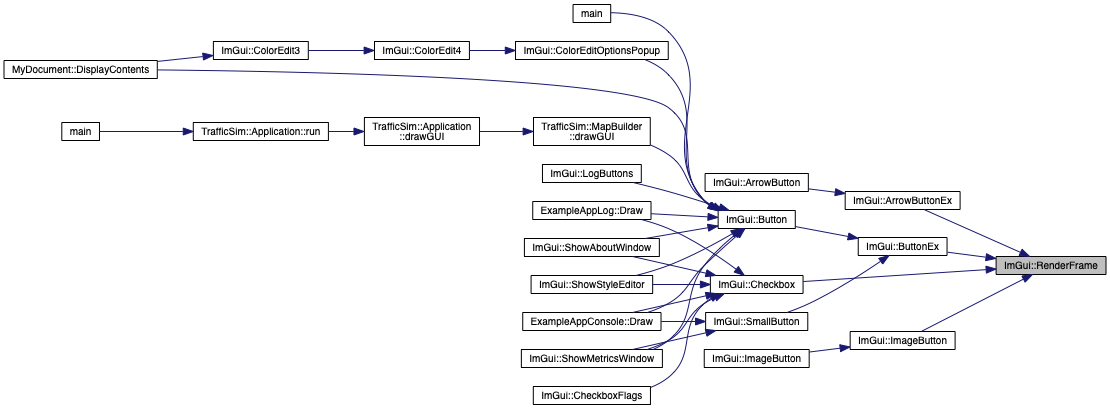 main
ImGui::ColorEdit3
ImGui::ColorEdit4
ImGui::ColorEditOptionsPopup
MyDocument::DisplayContents
main
TrafficSim::Application::run
TrafficSim::Application
::drawGUI
TrafficSim::MapBuilder
::drawGUI
ImGui::LogButtons
ImGui::ArrowButton
ImGui::ArrowButtonEx
ExampleAppLog::Draw
ImGui::Button
ImGui::ShowAboutWindow
ImGui::ButtonEx
ImGui::RenderFrame
ImGui::ShowStyleEditor
ImGui::Checkbox
ExampleAppConsole::Draw
ImGui::SmallButton
ImGui::ImageButton
ImGui::ShowMetricsWindow
ImGui::ImageButton
ImGui::CheckboxFlags